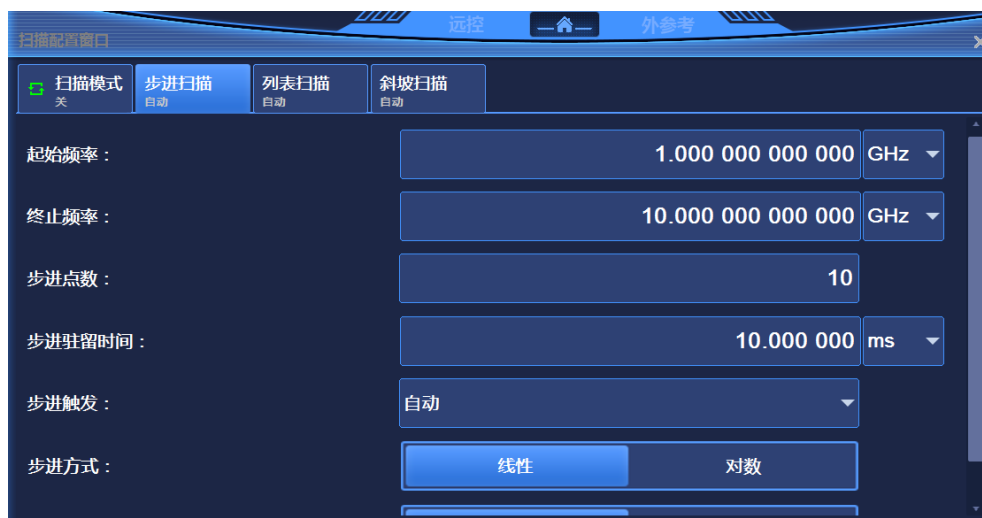 远控
外参考
扫描配置窗口
扫描模式
关
步进扫描
自动
列表扫描
自动
斜坡扫描
自动
起始频率：
1.000 000 000 000 GHz
终止频率：
10.000 000 000 000 GHz
步进点数：
10
步进驻留时间：
10.000 000 ms
步进触发：
自动
步进方式：
线性
对数